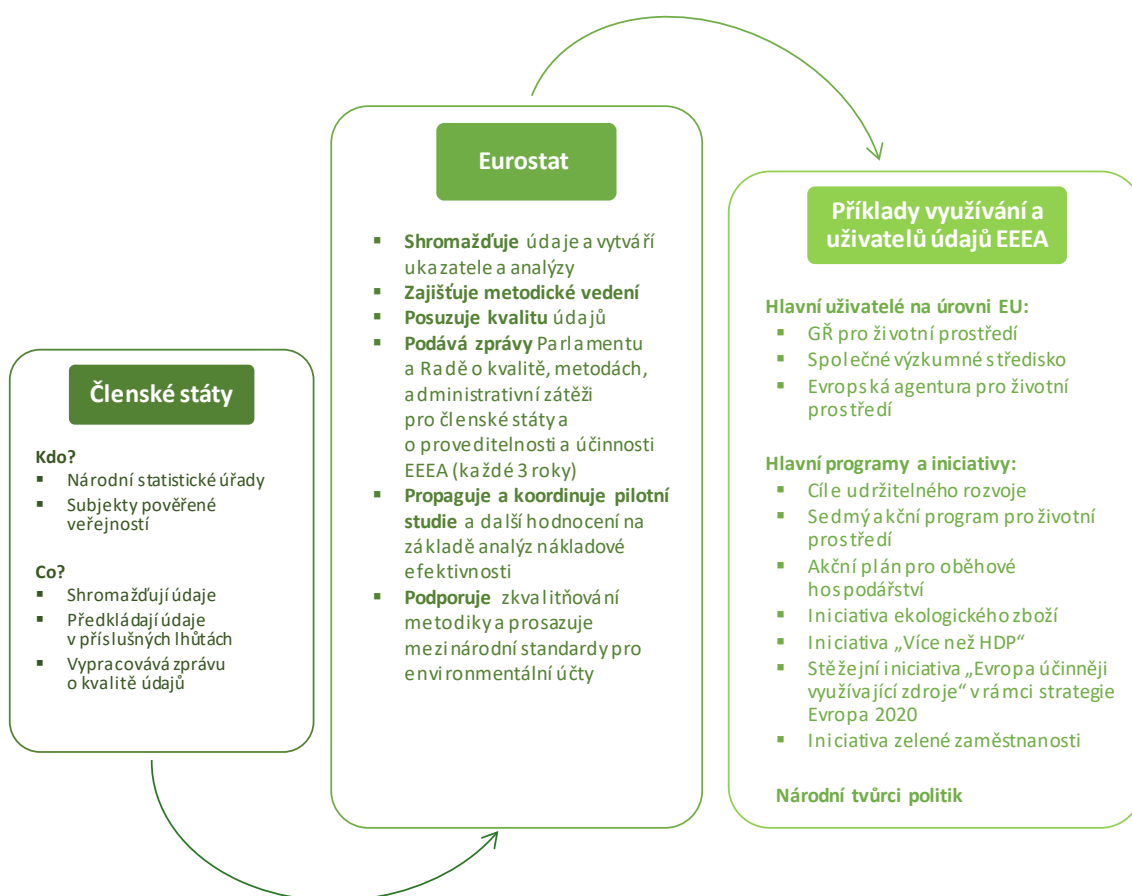 Členské státy
Kdo?
▪ Národní statistické úřady
▪ Subjekty pověřené
veřejností
Co?
▪ Shromažďují údaje
▪ Předkládají údaje
v příslušných lhůtách
▪ Vypracovává zprávu
o kvalitě údajů
Eurostat
▪ Shromažďuje údaje a vytváří
ukazatele a analýzy
▪ Zajišťuje metodické vedení
▪ Posuzuje kvalitu údajů
▪ Podává zprávy Parlamentu
a Radě o kvalitě, metodách,
administrativní zátěži
pro členské státy a
o proveditelnosti a účinnosti
EEEA (každé 3 roky)
▪ Propaguje a koordinuje pilotní
studie a další hodnocení na
základě analýz nákladové
efektivnosti
▪ Podporuje zkvalitňování
metodiky a prosazuje
mezinárodní standardy pro
environmentální účty
Příklady využívání a
uživatelů údajů EEEA
Hlavní uživatelé na úrovni EU:
▪ GŘ pro životní prostředí
▪ Společné výzkumné středisko
▪ Evropská agentura pro životní
prostředí
Hlavní programy a iniciativy:
▪ Cíle udržitelného rozvoje
▪ Sedmý akční program pro životní
prostředí
▪ Akční plán pro oběhové
hospodářství
▪ Iniciativa ekologického zboží
▪ Iniciativa „Více než HDP“
▪ Stěžejní iniciativa „Evropa účinněji
využívající zdroje“ v rámci strategie
Evropa 2020
▪ Iniciativa zelené zaměstnanosti
Národní tvůrci politik